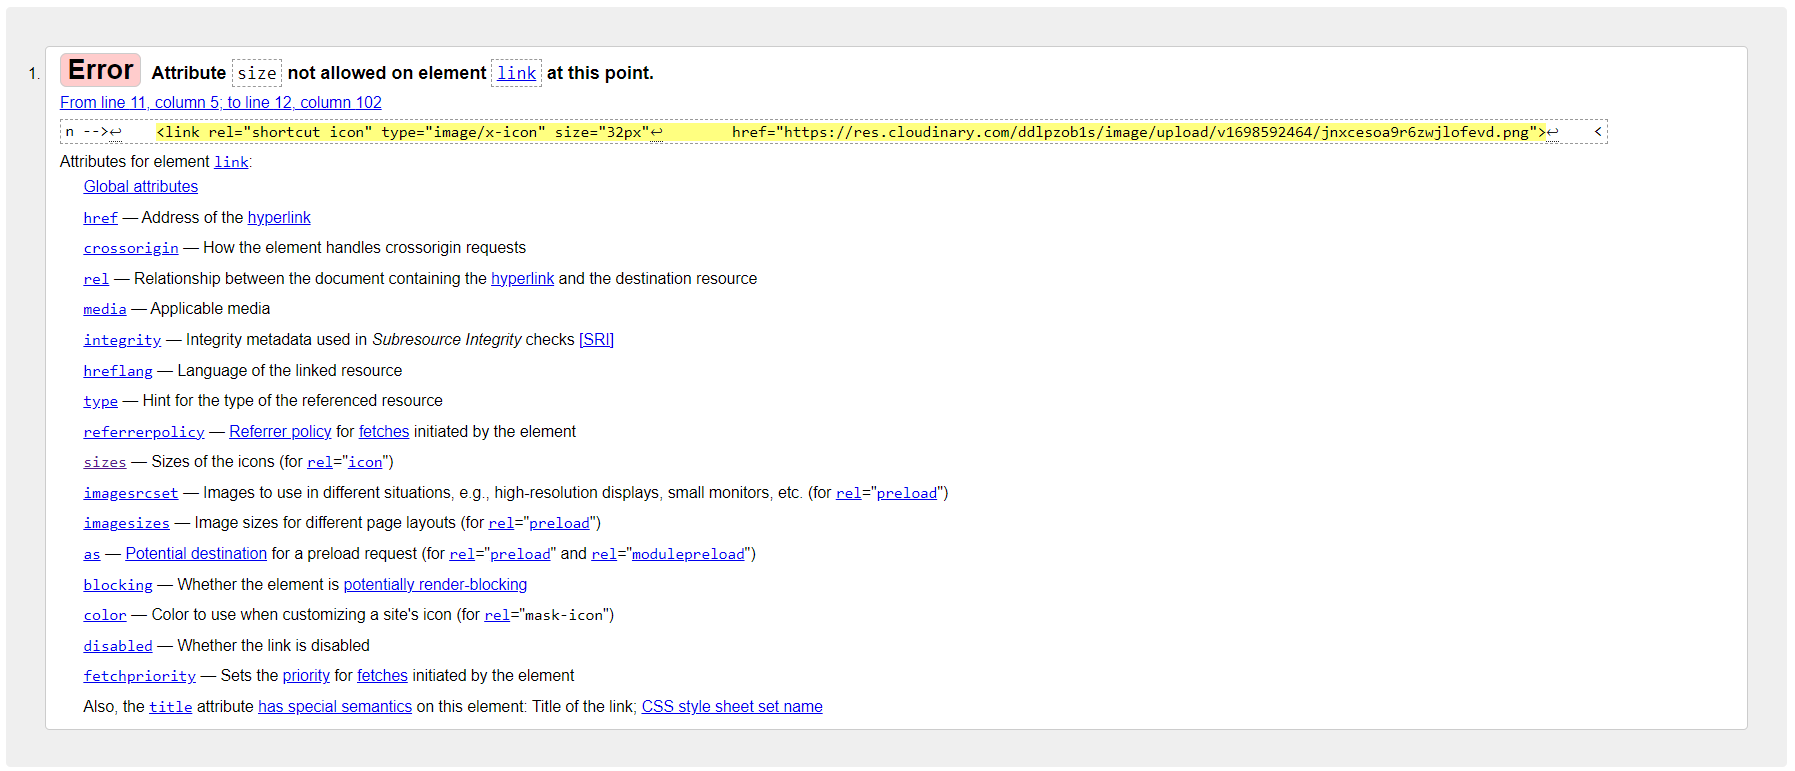 1. Error Attribute size not allowed on element link at this point.
From line 11, column 5; to line 12, column 102
n -->↩    <link rel="shortcut icon" type="image/x-icon" size="32px"↩        href="https://res.cloudinary.com/ddlpzob1s/image/upload/v1698592464/jnxcesoa9r6zwjlofevd.png">↩    <
Attributes for element link:
Global attributes
href — Address of the hyperlink
crossorigin — How the element handles crossorigin requests
rel — Relationship between the document containing the hyperlink and the destination resource
media — Applicable media
integrity — Integrity metadata used in Subresource Integrity checks [SRI]
hreflang — Language of the linked resource
type — Hint for the type of the referenced resource
referrerpolicy — Referrer policy for fetches initiated by the element
sizes — Sizes of the icons (for rel="icon")
imagesrcset — Images to use in different situations, e.g., high-resolution displays, small monitors, etc. (for rel="preload")
imagesizes — Image sizes for different page layouts (for rel="preload")
as — Potential destination for a preload request (for rel="preload" and rel="modulepreload")
blocking — Whether the element is potentially render-blocking
color — Color to use when customizing a site's icon (for rel="mask-icon")
disabled — Whether the link is disabled
fetchpriority — Sets the priority for fetches initiated by the element
Also, the title attribute has special semantics on this element: Title of the link; CSS style sheet set name